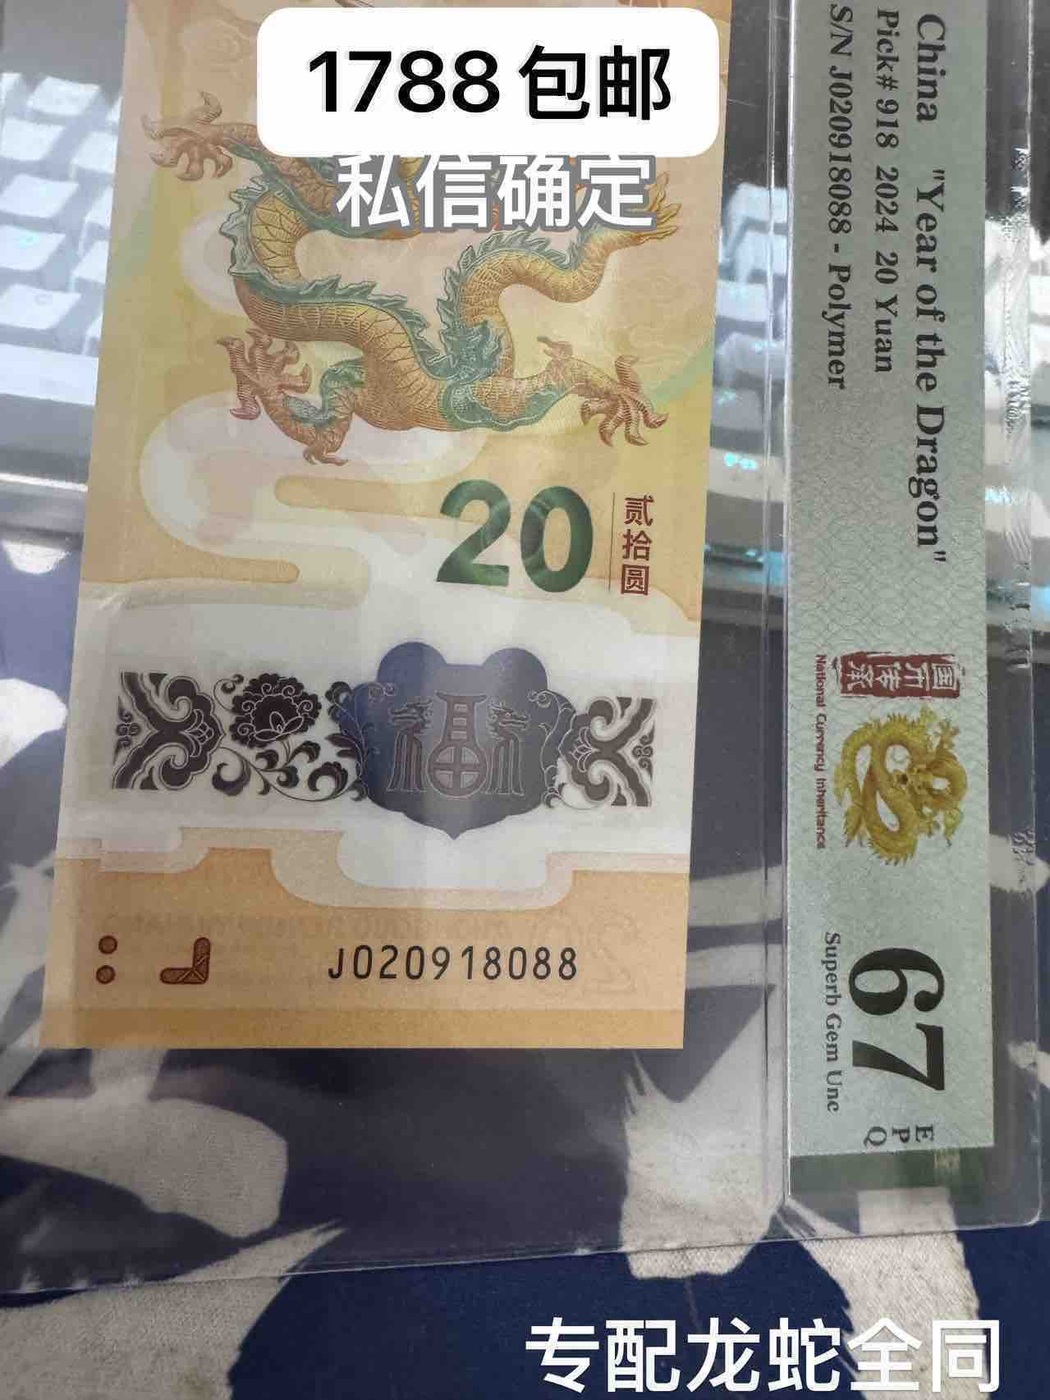 1788 包邮
私信确定
China "Year of the Dragon"
Pick# 918 2024 20 Yuan
S/N J020918088 - Polymer
国币传承
National Currency Inheritance
67
EPQ
Superb Gem Unc
20
贰拾圆
福
J020918088
专配龙蛇全同